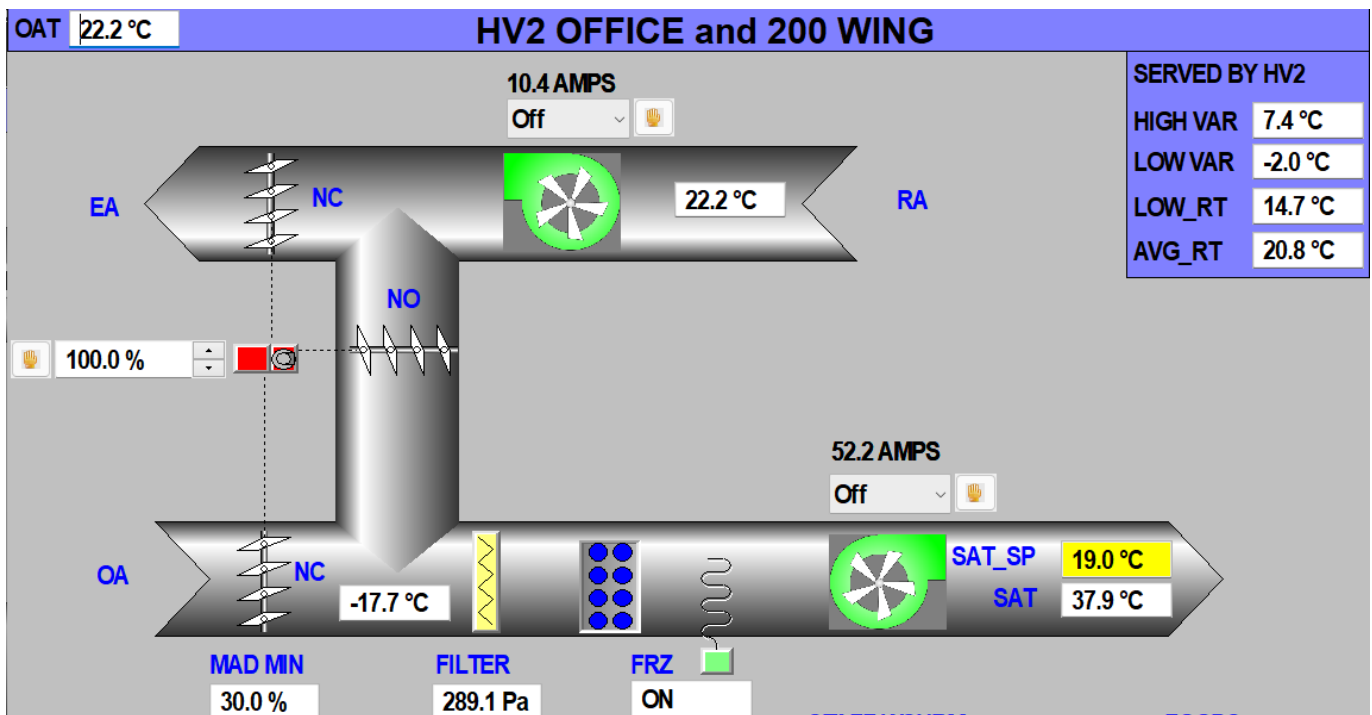 OAT 22.2 °C HV2 OFFICE and 200 WING
SERVED BY HV2
HIGH VAR 7.4 °C
LOW VAR -2.0 °C
LOW_RT 14.7 °C
AVG_RT 20.8 °C
10.4 AMPS
Off
EA NC 22.2 °C RA
NO
100.0 %
52.2 AMPS
Off
OA NC -17.7 °C
SAT_SP 19.0 °C
SAT 37.9 °C
MAD MIN FILTER FRZ
30.0 % 289.1 Pa ON